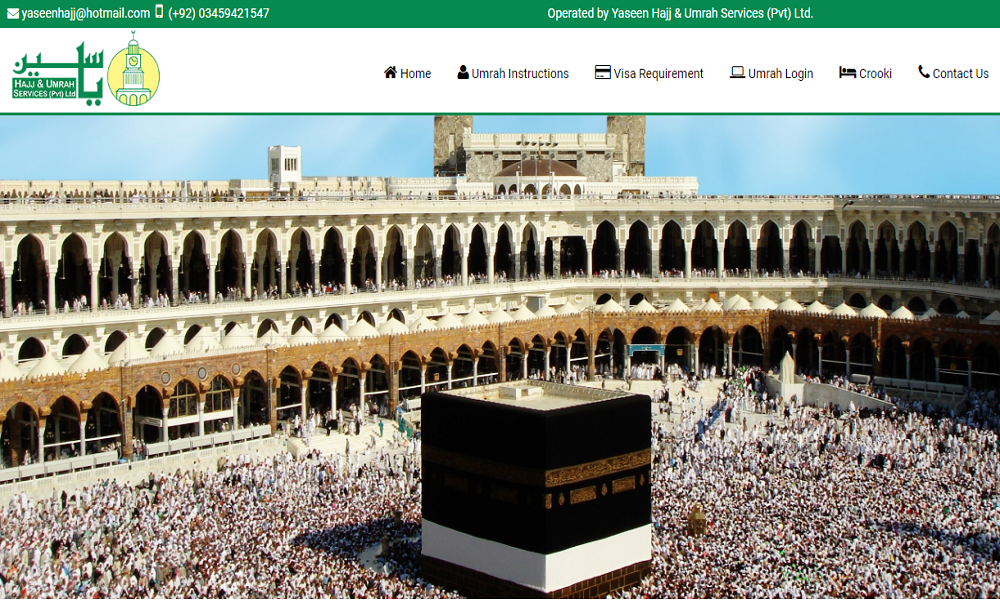 yaseenhajj@hotmail.com (+92) 03459421547
Operated by Yaseen Hajj & Umrah Services (Pvt) Ltd.
ياسين
HAJJ & UMRAH
SERVICES (Pvt) Ltd
Home
Umrah Instructions
Visa Requirement
Umrah Login
Crooki
Contact Us